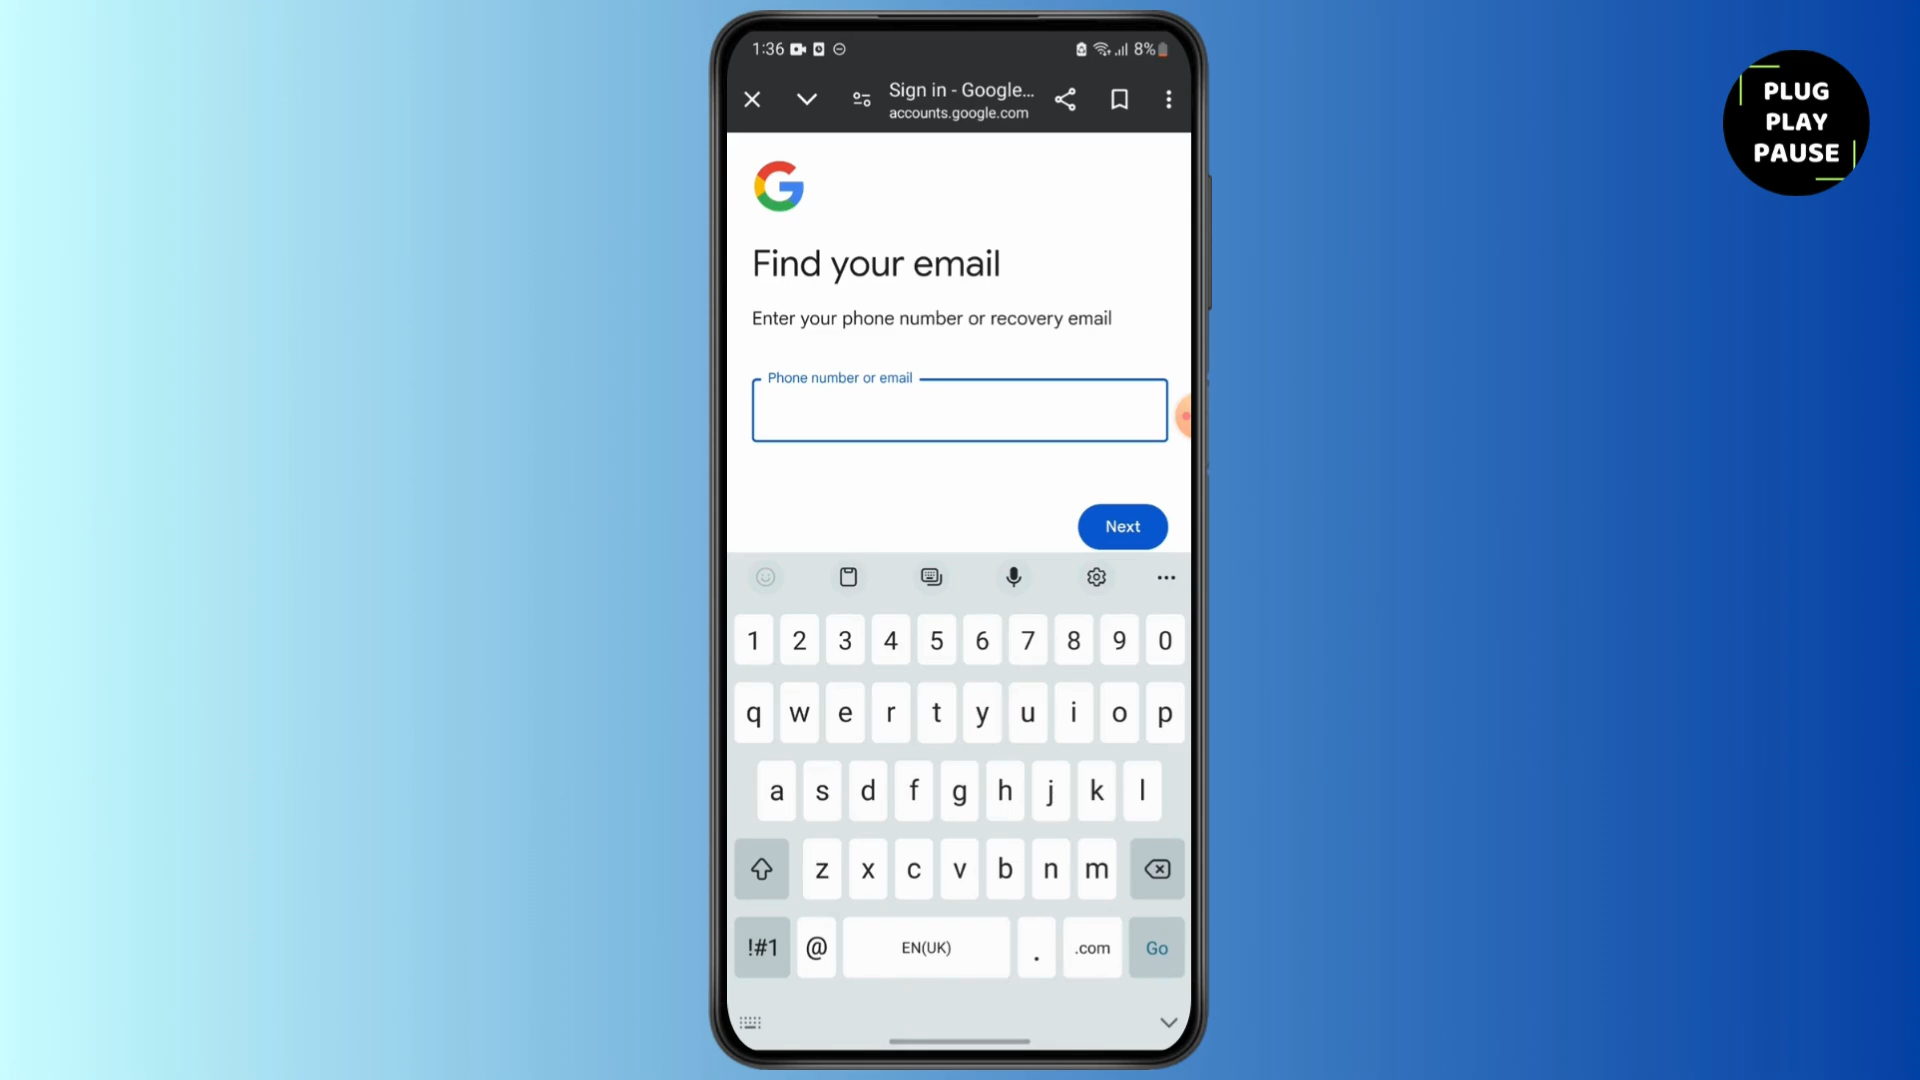 1:36
8%
Sign in - Google...
accounts.google.com
PLUG
PLAY
PAUSE
Find your email
Enter your phone number or recovery email
Phone number or email
Next
1 2 3 4 5 6 7 8 9 0
q w e r t y u i o p
a s d f g h j k l
z x c v b n m
!#1 @ EN(UK) . .com Go